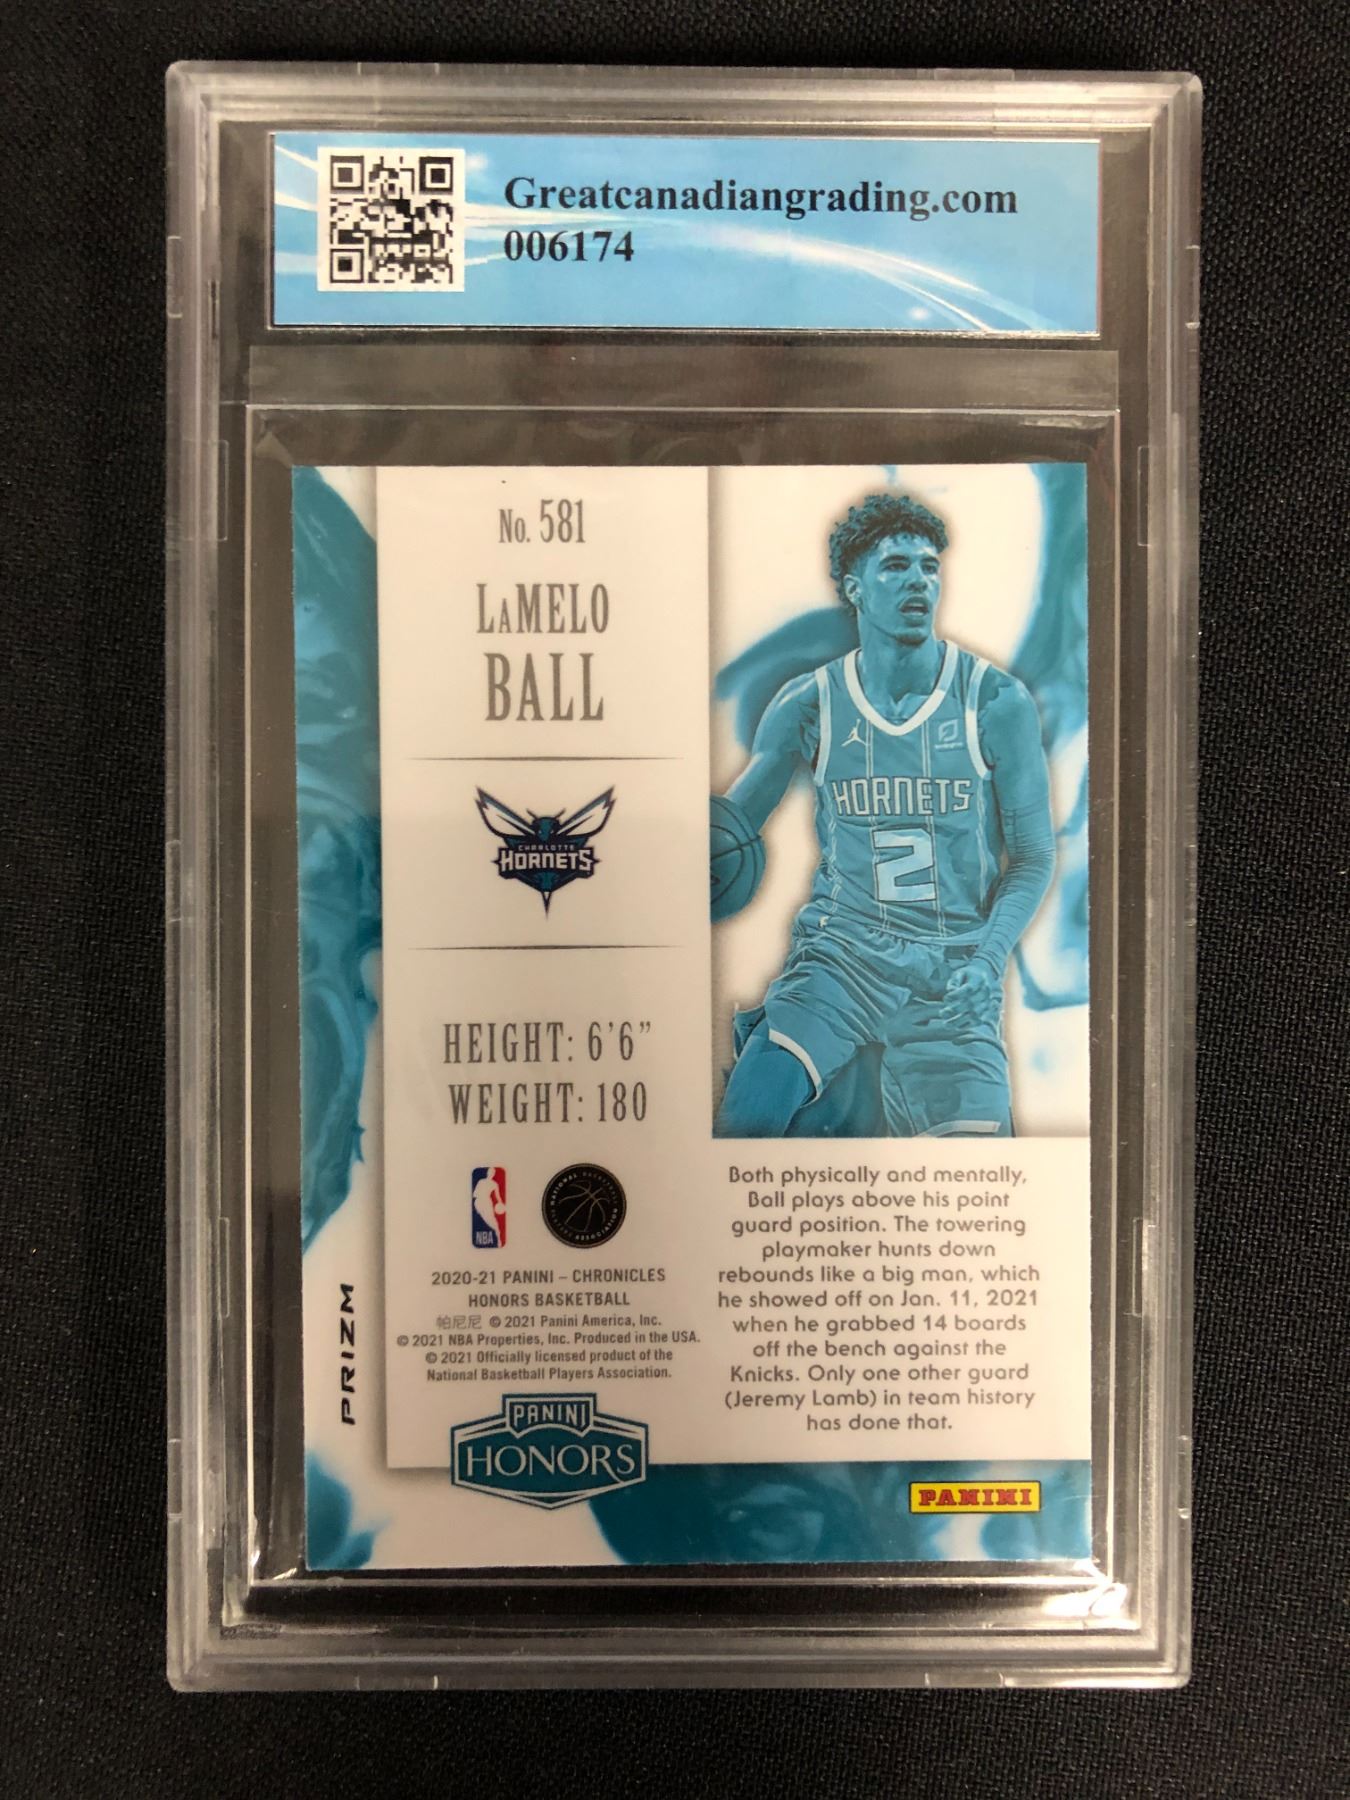 Greatcanadiangrading.com
006174
No. 581
LAMELO
BALL
CHARLOTTE
HORNETS
HEIGHT: 6'6"
WEIGHT: 180
NBA
2020-21 PANINI – CHRONICLES
HONORS BASKETBALL
帕尼尼 © 2021 Panini America, Inc.
© 2021 NBA Properties, Inc. Produced in the USA.
© 2021 Officially licensed product of the
National Basketball Players Association.
PRIZM
PANINI
HONORS
HORNETS
2
Both physically and mentally,
Ball plays above his point
guard position. The towering
playmaker hunts down
rebounds like a big man, which
he showed off on Jan. 11, 2021
when he grabbed 14 boards
off the bench against the
Knicks. Only one other guard
(Jeremy Lamb) in team history
has done that.
PANINI